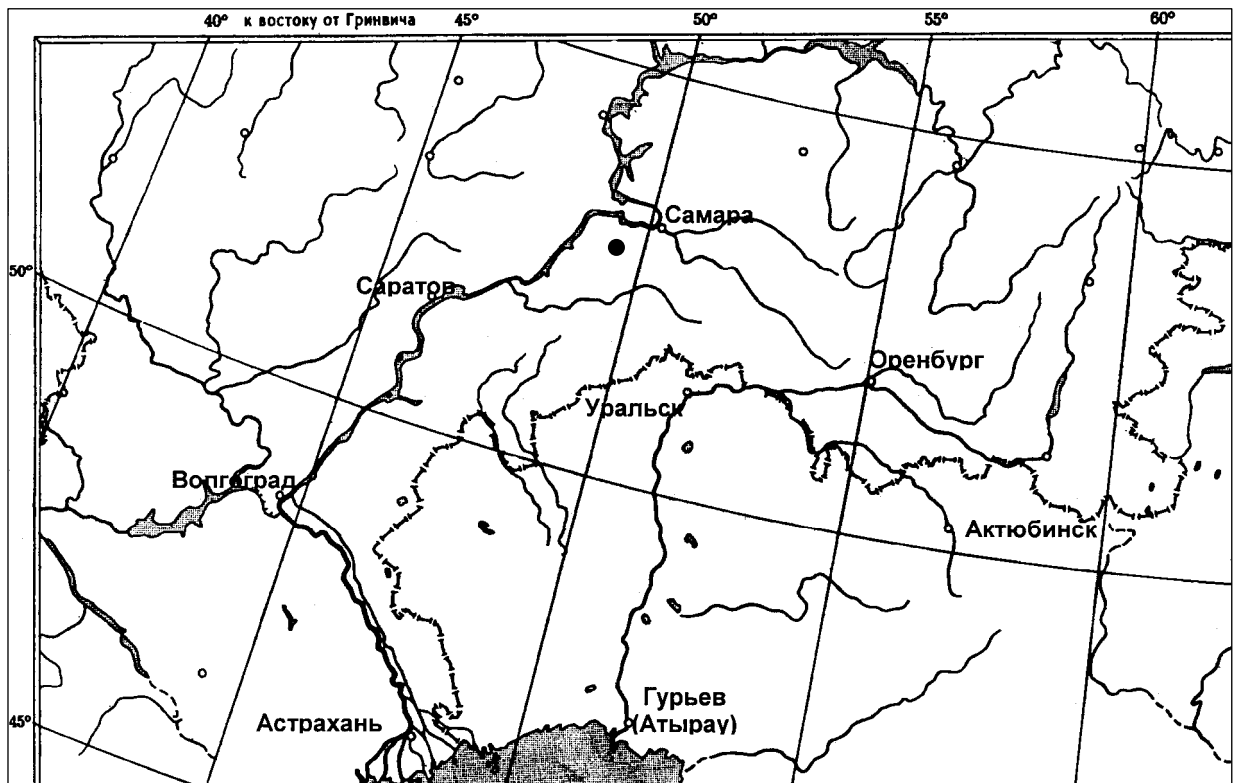 40° к востоку от Гринвича 45° 50° 55° 60°
Самара
50°
Саратов
Оренбург
Уральск
Волгоград
Актюбинск
Гурьев
(Атырау)
Астрахань
45°